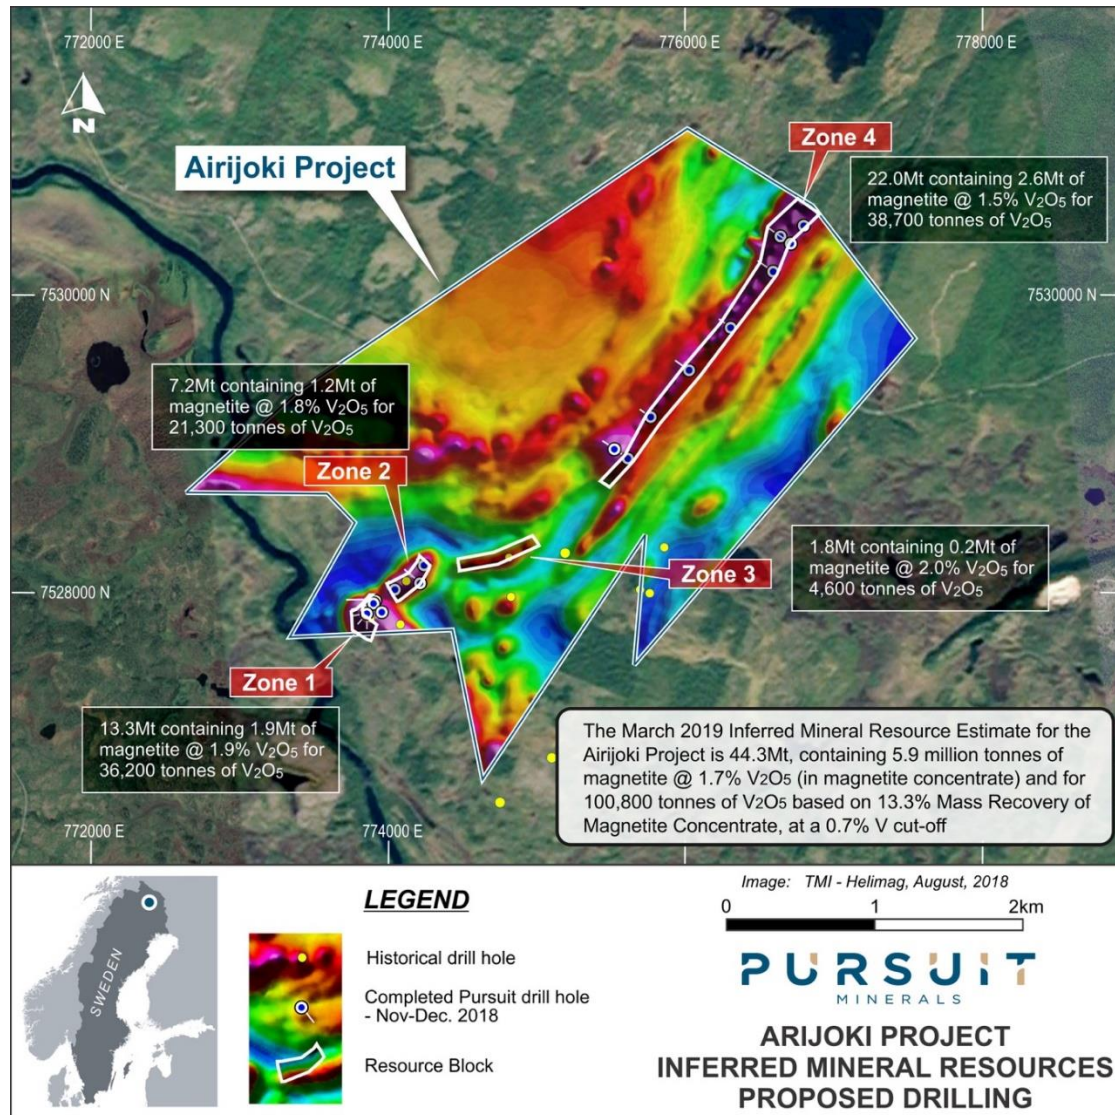 772000 E
774000 E
776000 E
778000 E
N
Airijoki Project
Zone 4
22.0Mt containing 2.6Mt of
magnetite @ 1.5% V₂O₅ for
38,700 tonnes of V₂O₅
7530000 N
7530000 N
7.2Mt containing 1.2Mt of
magnetite @ 1.8% V₂O₅ for
21,300 tonnes of V₂O₅
Zone 2
1.8Mt containing 0.2Mt of
magnetite @ 2.0% V₂O₅ for
4,600 tonnes of V₂O₅
Zone 3
7528000 N
Zone 1
13.3Mt containing 1.9Mt of
magnetite @ 1.9% V₂O₅ for
36,200 tonnes of V₂O₅
The March 2019 Inferred Mineral Resource Estimate for the
Airijoki Project is 44.3Mt, containing 5.9 million tonnes of
magnetite @ 1.7% V₂O₅ (in magnetite concentrate) and for
100,800 tonnes of V₂O₅ based on 13.3% Mass Recovery of
Magnetite Concentrate, at a 0.7% V cut-off
772000 E
774000 E
SWEDEN
LEGEND
Historical drill hole
Completed Pursuit drill hole
- Nov-Dec. 2018
Resource Block
Image: TMI - Helimag, August, 2018
0 1 2km
PURSUIT
MINERALS
ARIJOKI PROJECT
INFERRED MINERAL RESOURCES
PROPOSED DRILLING